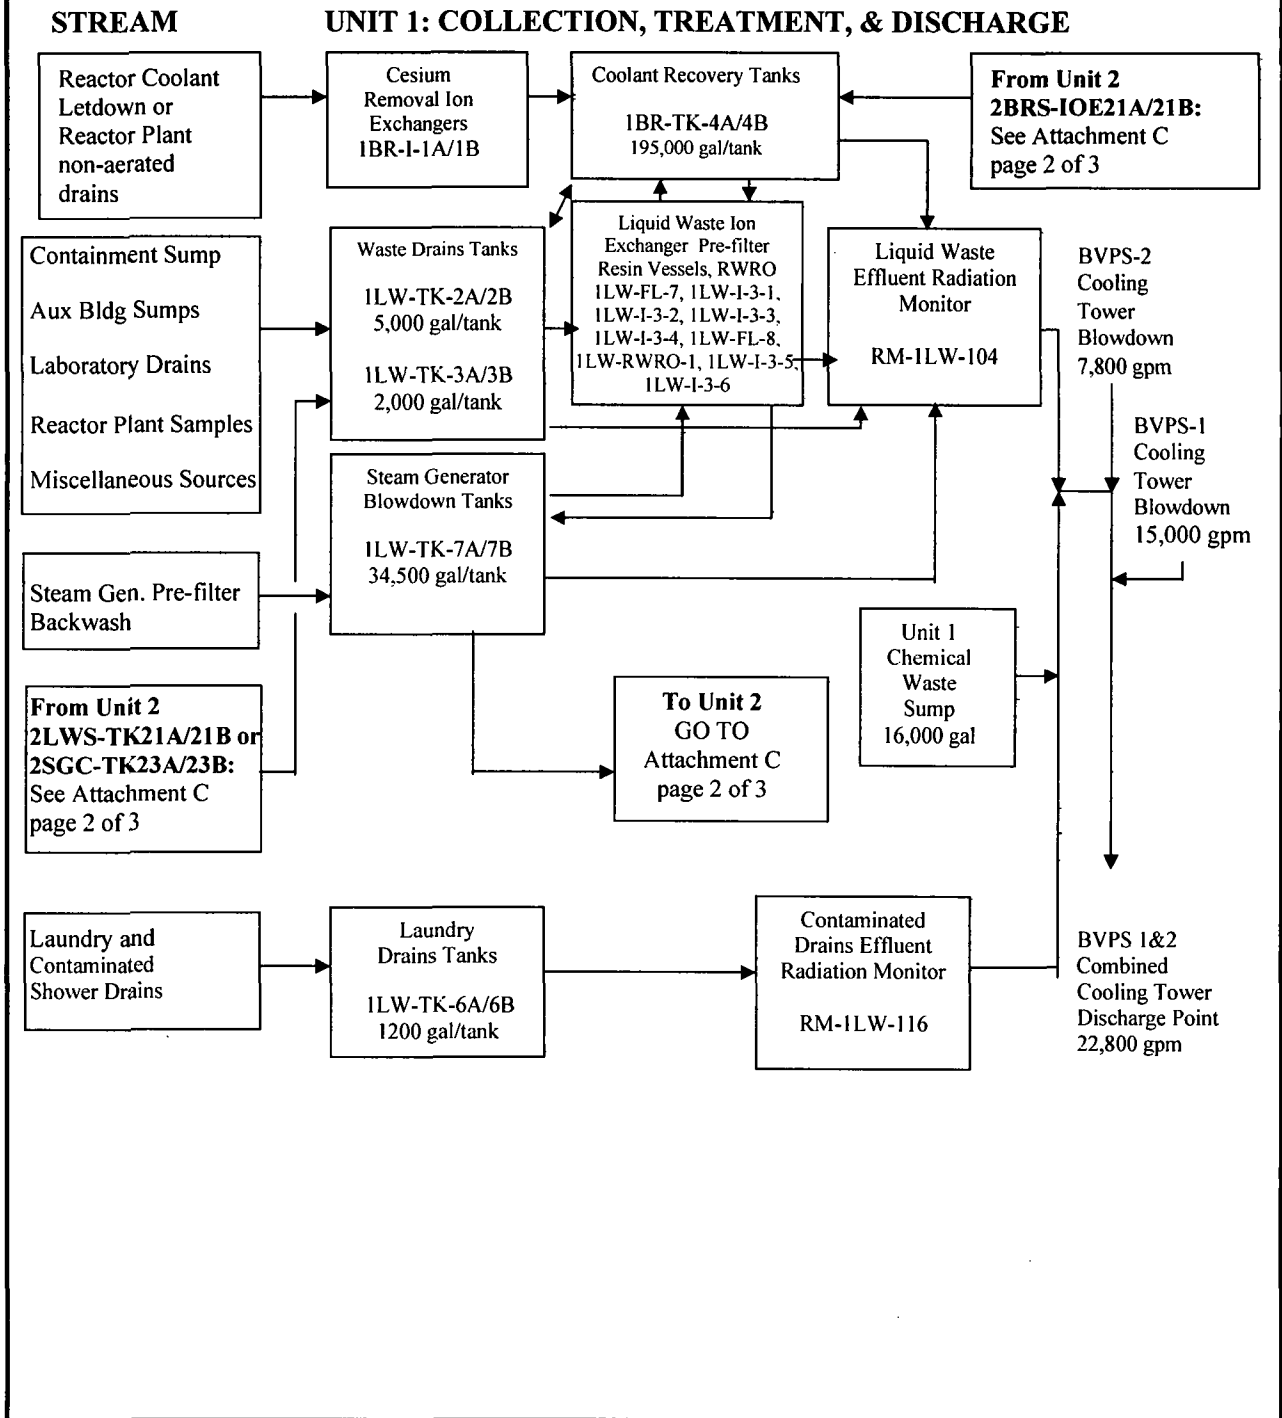 STREAM
UNIT 1: COLLECTION, TREATMENT, & DISCHARGE
Reactor Coolant
Letdown or
Reactor Plant
non-aerated
drains
Cesium
Removal Ion
Exchangers
1BR-I-1A/1B
Coolant Recovery Tanks
1BR-TK-4A/4B
195,000 gal/tank
From Unit 2
2BRS-IOE21A/21B:
See Attachment C
page 2 of 3
Containment Sump
Aux Bldg Sumps
Laboratory Drains
Reactor Plant Samples
Miscellaneous Sources
Waste Drains Tanks
1LW-TK-2A/2B
5,000 gal/tank
1LW-TK-3A/3B
2,000 gal/tank
Liquid Waste Ion
Exchanger Pre-filter
Resin Vessels, RWRO
1LW-FL-7, 1LW-I-3-1,
1LW-I-3-2, 1LW-I-3-3,
1LW-I-3-4, 1LW-FL-8,
1LW-RWRO-1, 1LW-I-3-5,
1LW-I-3-6
Liquid Waste
Effluent Radiation
Monitor
RM-1LW-104
BVPS-2
Cooling
Tower
Blowdown
7,800 gpm
BVPS-1
Cooling
Tower
Blowdown
15,000 gpm
Steam Generator
Blowdown Tanks
1LW-TK-7A/7B
34,500 gal/tank
Steam Gen. Pre-filter
Backwash
Unit 1
Chemical
Waste
Sump
16,000 gal
From Unit 2
2LWS-TK21A/21B or
2SGC-TK23A/23B:
See Attachment C
page 2 of 3
To Unit 2
GO TO
Attachment C
page 2 of 3
Laundry and
Contaminated
Shower Drains
Laundry
Drains Tanks
1LW-TK-6A/6B
1200 gal/tank
Contaminated
Drains Effluent
Radiation Monitor
RM-1LW-116
BVPS 1&2
Combined
Cooling Tower
Discharge Point
22,800 gpm